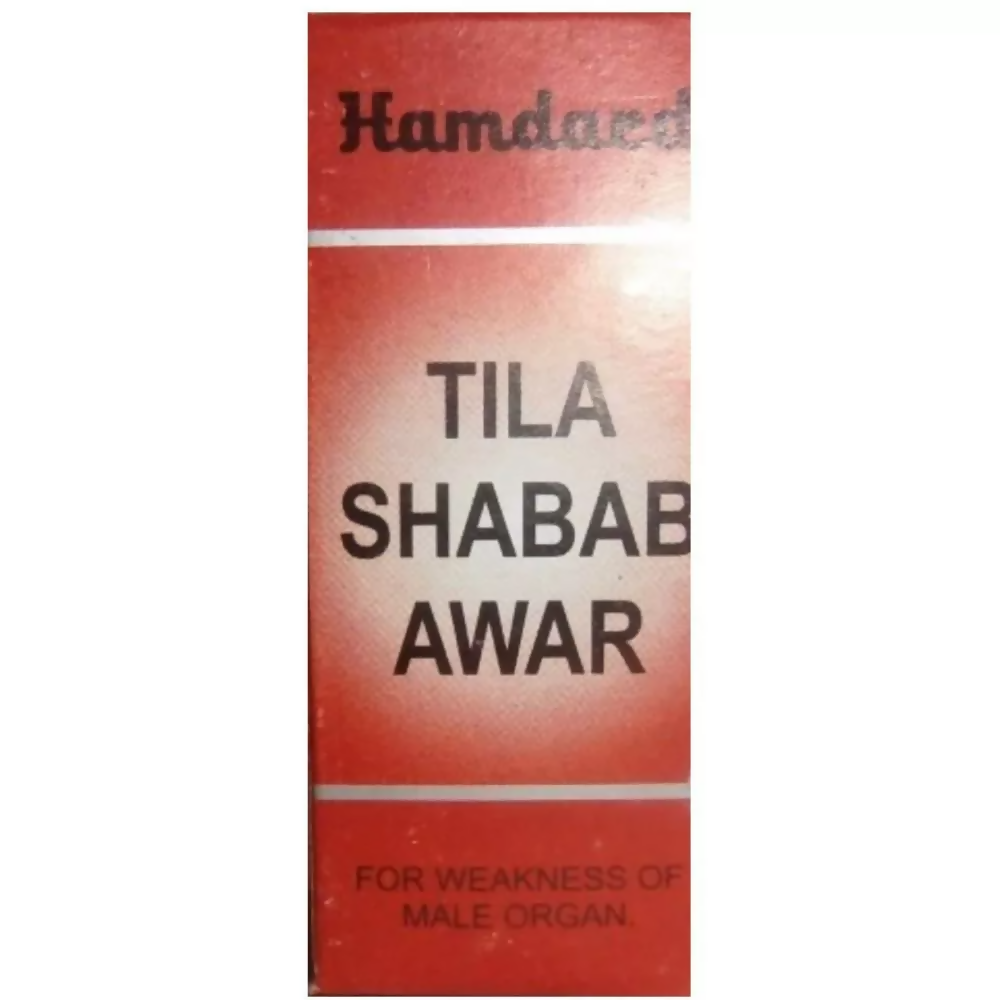 Hamdard
TILA
SHABAB
AWAR
FOR WEAKNESS OF
MALE ORGAN.